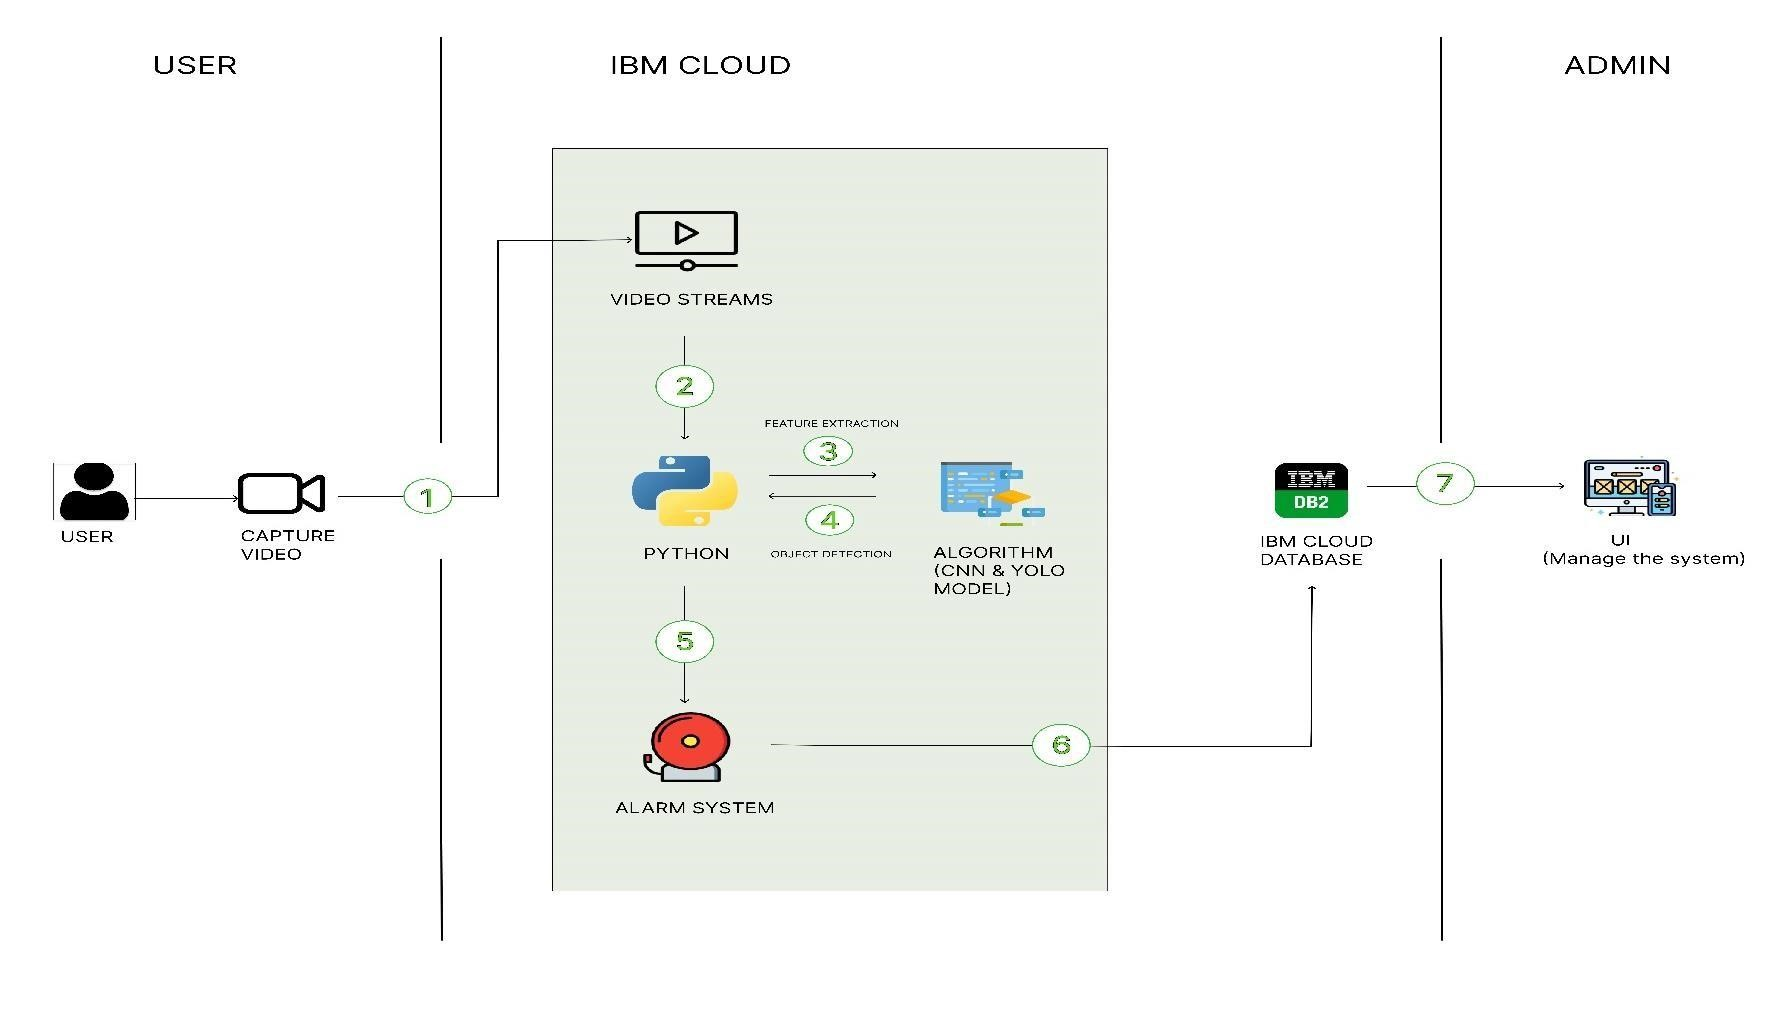 USER
IBM CLOUD
ADMIN
VIDEO STREAMS
2
FEATURE EXTRACTION
3
1
4
USER
CAPTURE
VIDEO
PYTHON
OBJECT DETECTION
ALGORITHM
(CNN & YOLO
MODEL)
IBM
DB2
IBM CLOUD
DATABASE
7
UI
(Manage the system)
5
6
ALARM SYSTEM